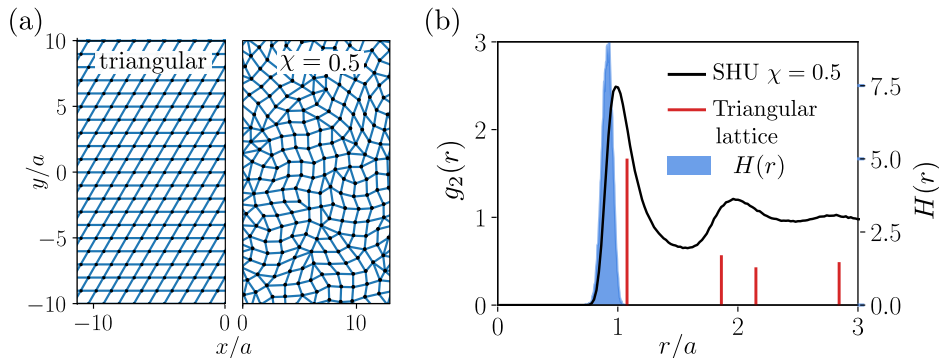 (a)
triangular
χ = 0.5
10
5
0
−5
−10
y/a
−10
0
0
10
x/a
(b)
3
2
1
0
g₂(r)
SHU χ = 0.5
Triangular
lattice
H(r)
7.5
5.0
2.5
0.0
H(r)
0
1
2
3
r/a